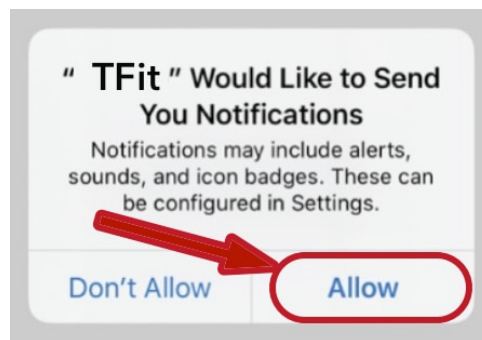 “ TFit ” Would Like to Send
You Notifications
Notifications may include alerts,
sounds, and icon badges. These can
be configured in Settings.
Don’t Allow
Allow